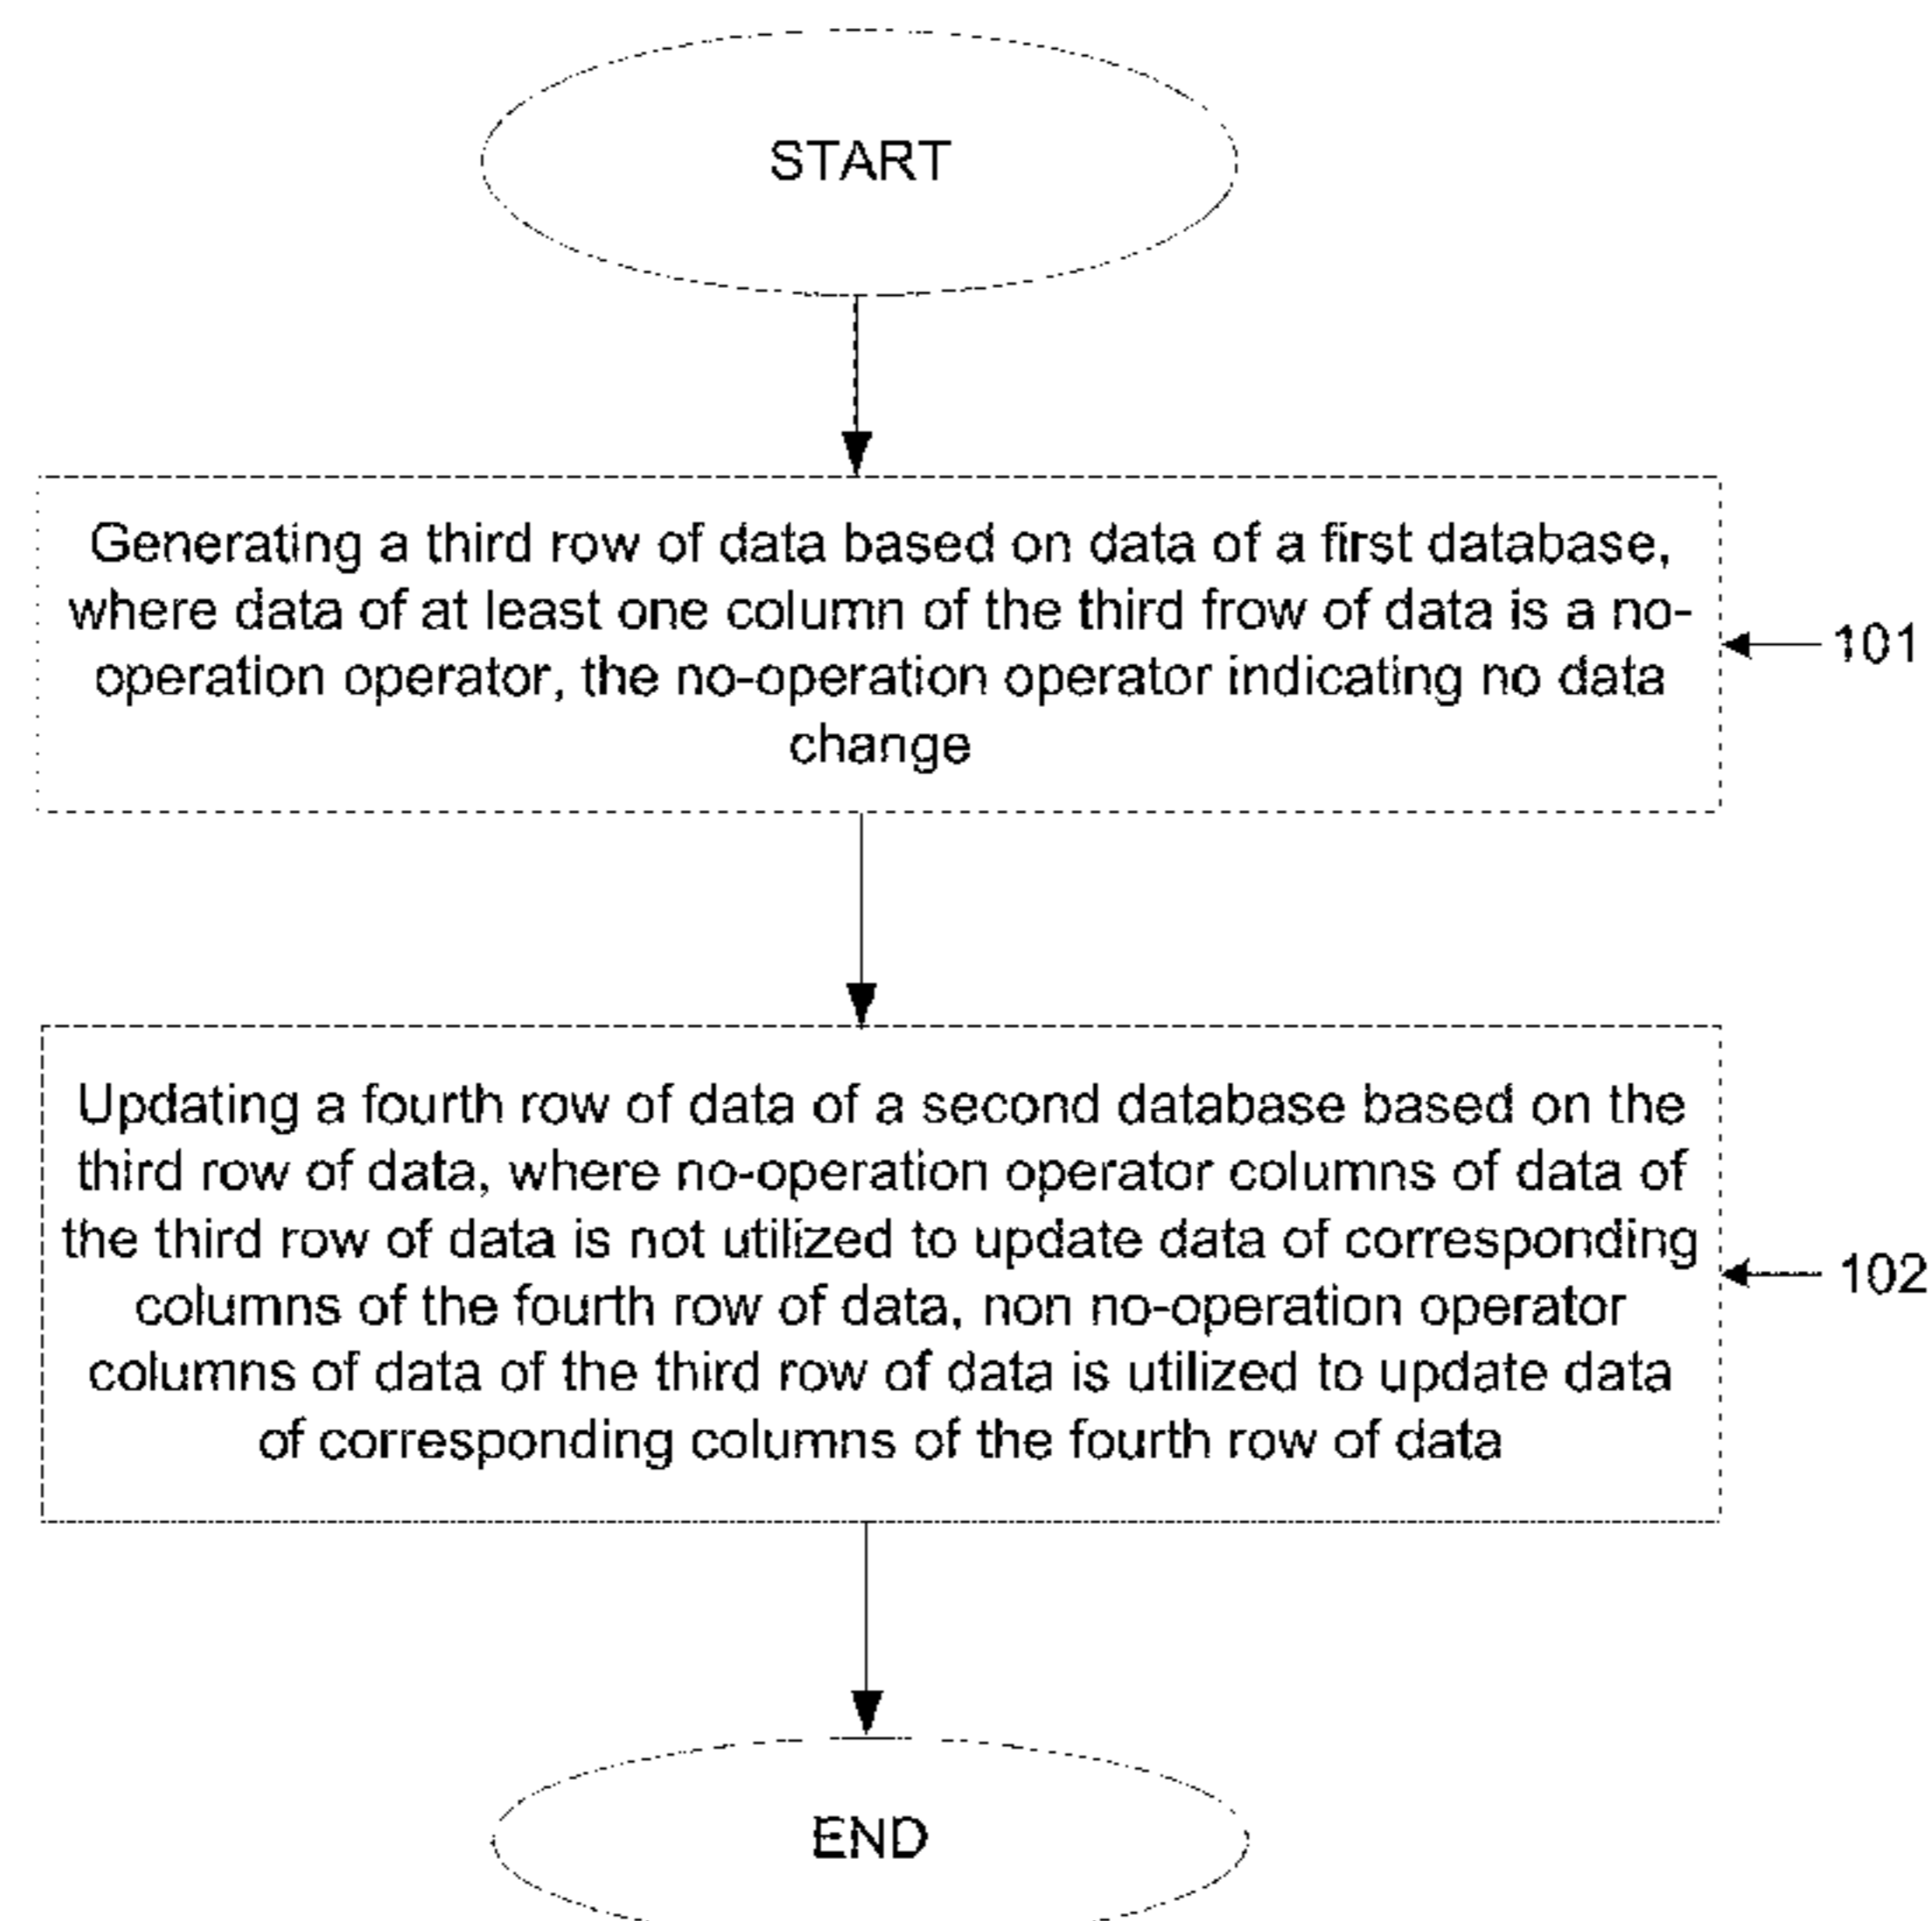 START
Generating a third row of data based on data of a first database,
where data of at least one column of the third frow of data is a no-
operation operator, the no-operation operator indicating no data
change
101
Updating a fourth row of data of a second database based on the
third row of data, where no-operation operator columns of data of
the third row of data is not utilized to update data of corresponding
columns of the fourth row of data, non no-operation operator
columns of data of the third row of data is utilized to update data
of corresponding columns of the fourth row of data
102
END